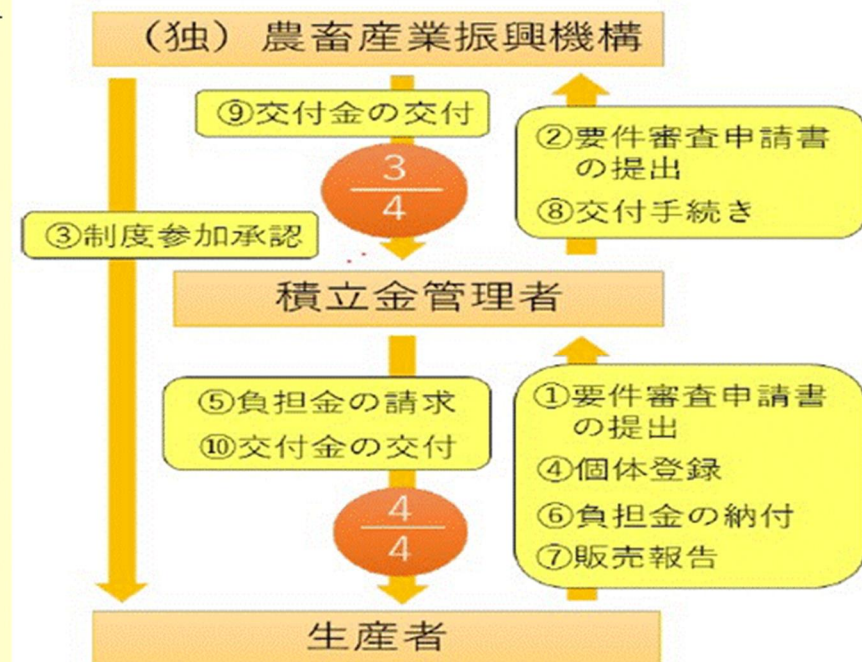 (独) 農畜産業振興機構
⑨交付金の交付
3
4
②要件審査申請書
の提出
⑧交付手続き
③制度参加承認
積立金管理者
⑤負担金の請求
⑩交付金の交付
4
4
①要件審査申請書
の提出
④個体登録
⑥負担金の納付
⑦販売報告
生産者